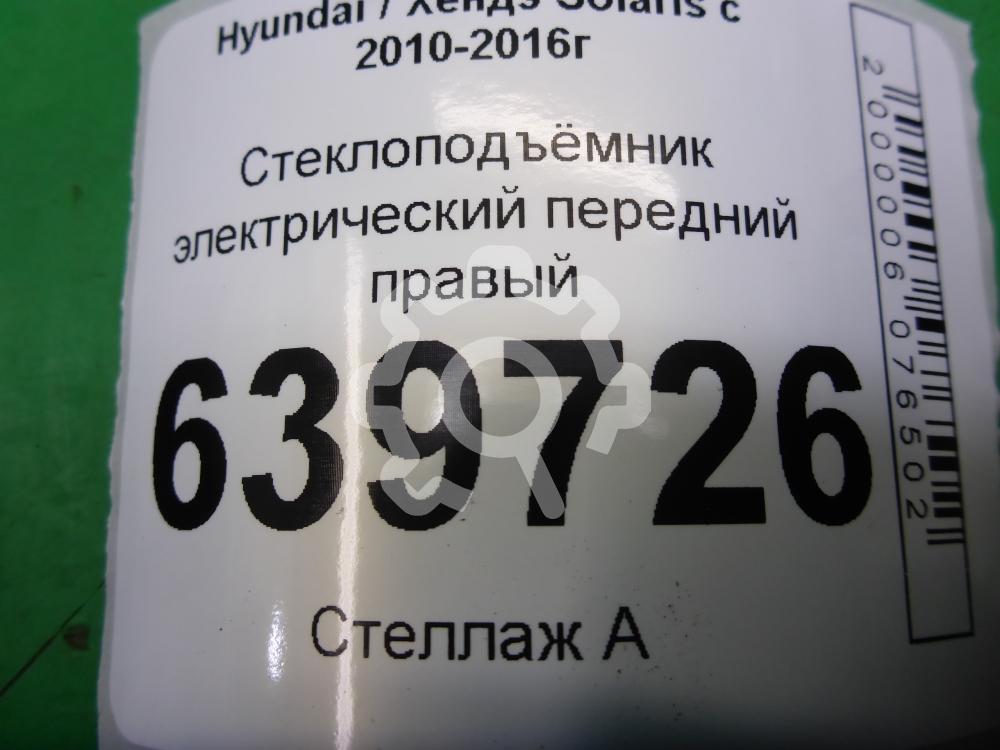 Hyundai / Хендэ Solaris с
2010-2016г
Стеклоподъёмник
электрический передний
правый
639726
Стеллаж А
2000006076502